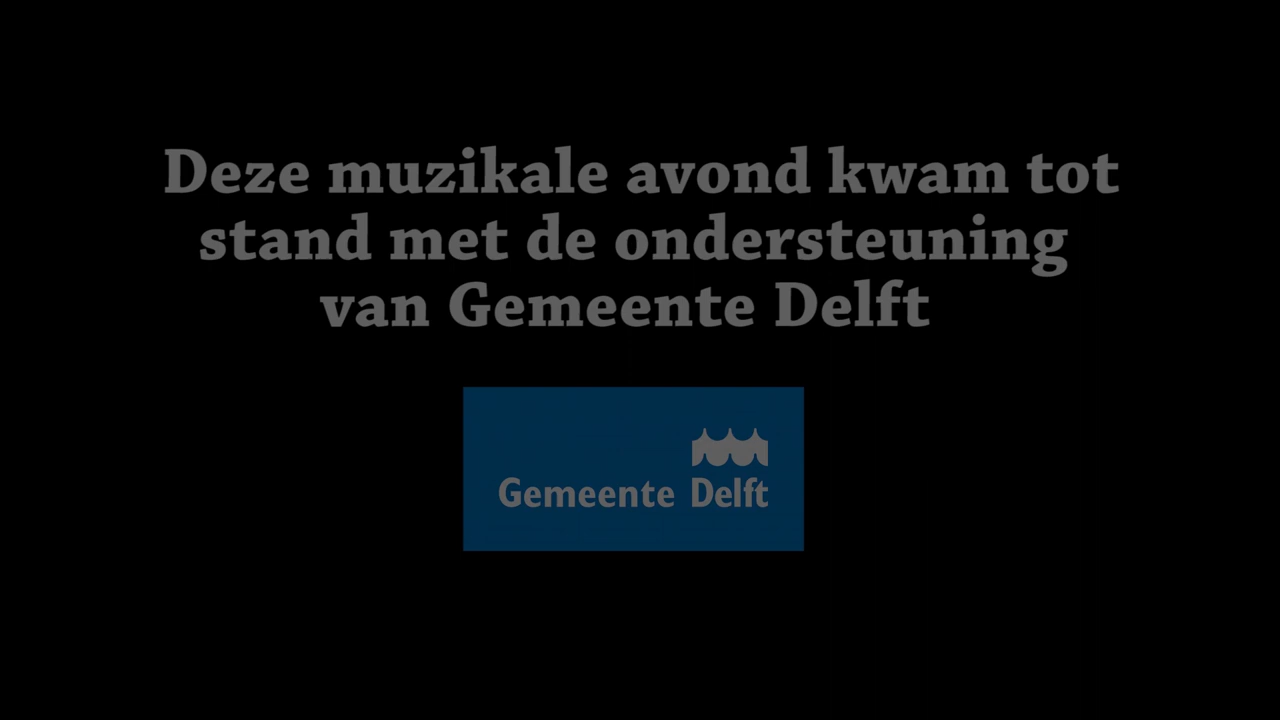 Deze muzikale avond kwam tot
stand met de ondersteuning
van Gemeente Delft
Gemeente Delft